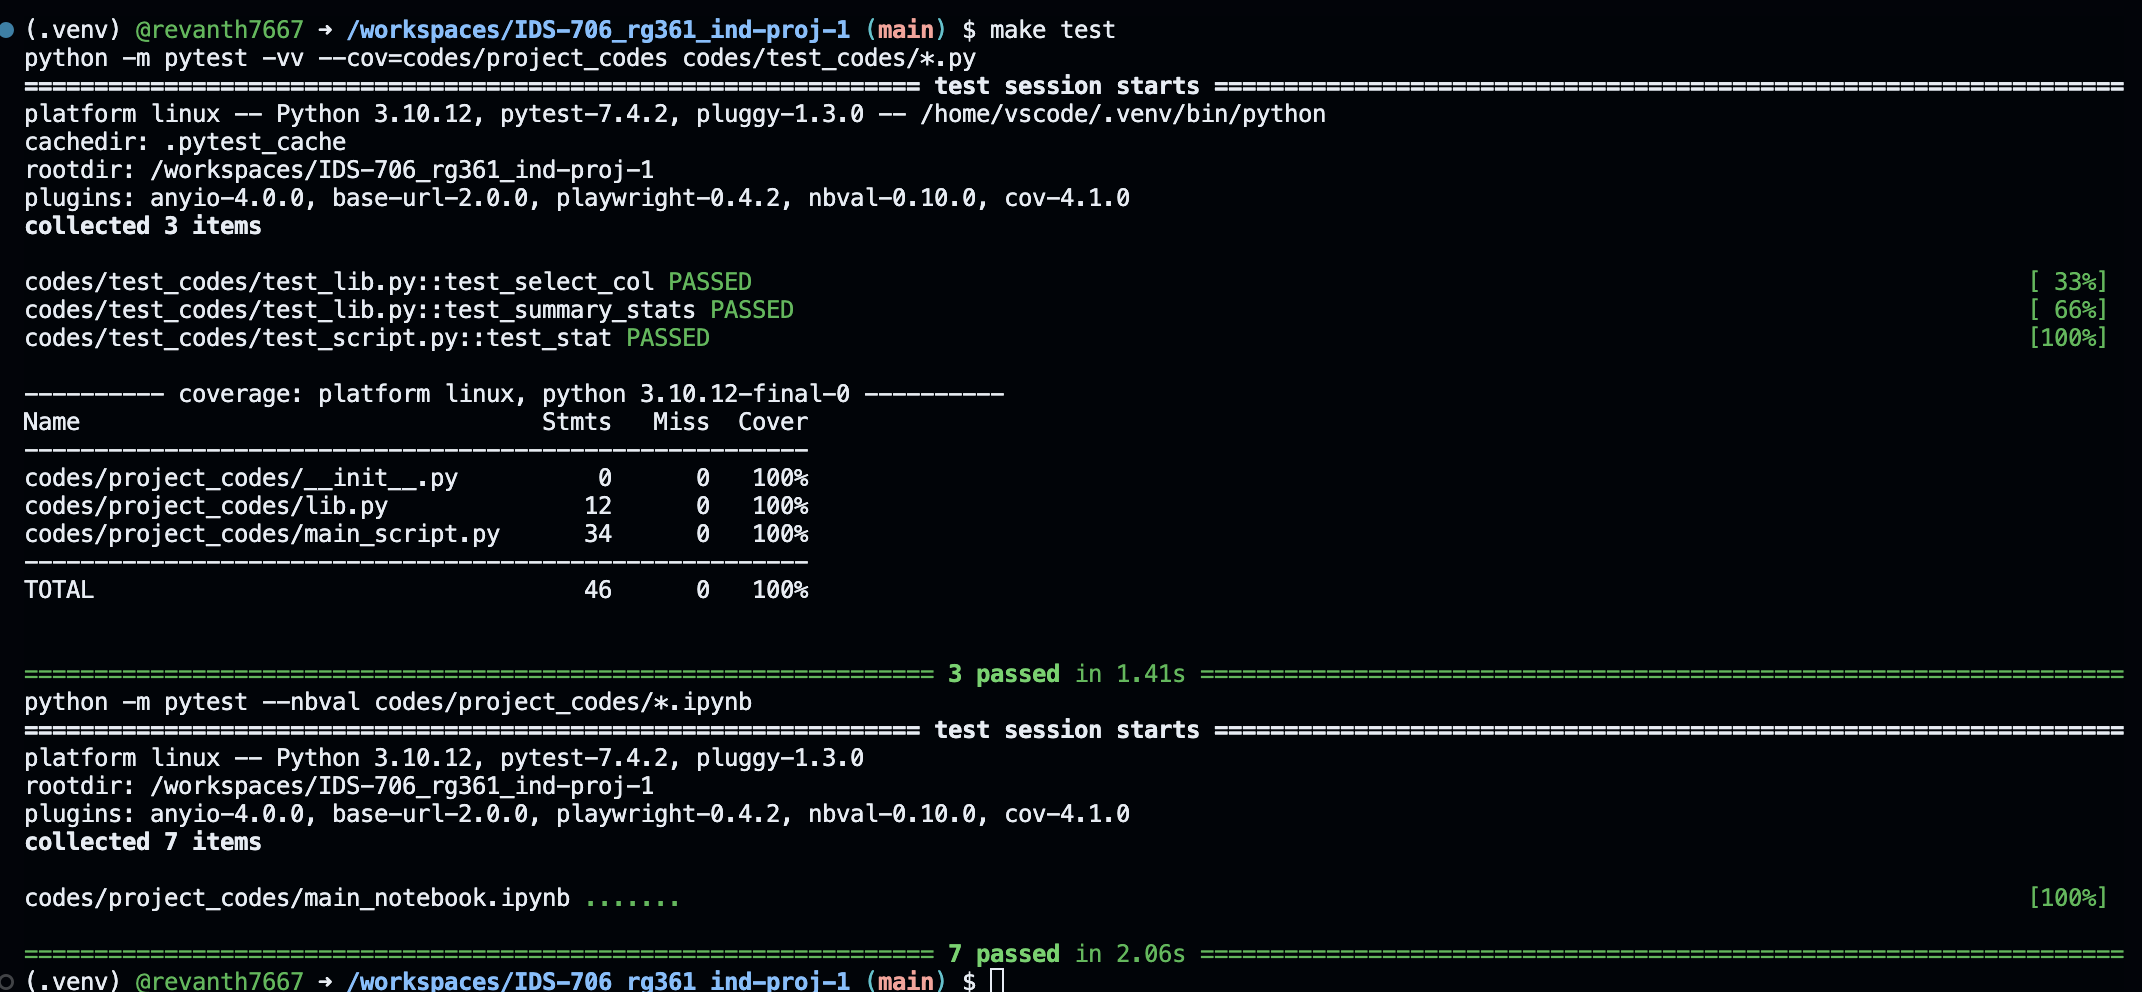 (.venv) @revanth7667 ➜ /workspaces/IDS-706_rg361_ind-proj-1 (main) $ make test
python -m pytest -vv --cov=codes/project_codes codes/test_codes/*.py
================================================================ test session starts =================================================================
platform linux -- Python 3.10.12, pytest-7.4.2, pluggy-1.3.0 -- /home/vscode/.venv/bin/python
cachedir: .pytest_cache
rootdir: /workspaces/IDS-706_rg361_ind-proj-1
plugins: anyio-4.0.0, base-url-2.0.0, playwright-0.4.2, nbval-0.10.0, cov-4.1.0
collected 3 items

codes/test_codes/test_lib.py::test_select_col PASSED [ 33%]
codes/test_codes/test_lib.py::test_summary_stats PASSED [ 66%]
codes/test_codes/test_script.py::test_stat PASSED [100%]

---------- coverage: platform linux, python 3.10.12-final-0 ----------
Name                                 Stmts   Miss  Cover
--------------------------------------------------------
codes/project_codes/__init__.py          0      0   100%
codes/project_codes/lib.py              12      0   100%
codes/project_codes/main_script.py      34      0   100%
--------------------------------------------------------
TOTAL                                   46      0   100%

================================================================= 3 passed in 1.41s ==================================================================
python -m pytest --nbval codes/project_codes/*.ipynb
================================================================ test session starts =================================================================
platform linux -- Python 3.10.12, pytest-7.4.2, pluggy-1.3.0
rootdir: /workspaces/IDS-706_rg361_ind-proj-1
plugins: anyio-4.0.0, base-url-2.0.0, playwright-0.4.2, nbval-0.10.0, cov-4.1.0
collected 7 items

codes/project_codes/main_notebook.ipynb ....... [100%]

================================================================= 7 passed in 2.06s ==================================================================
(.venv) @revanth7667 ➜ /workspaces/IDS-706_rg361_ind-proj-1 (main) $